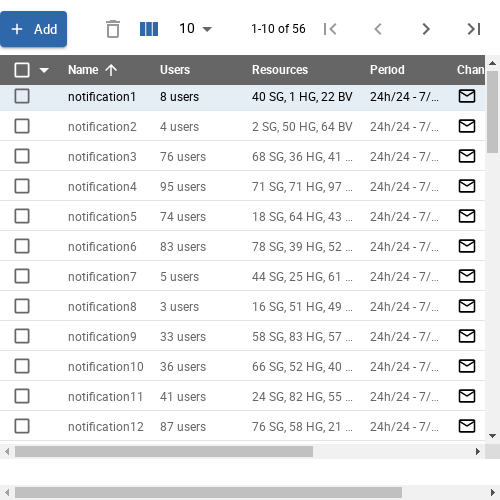 Add 10 1-10 of 56
Name Users Resources Period Chan
notification1 8 users 40 SG, 1 HG, 22 BV 24h/24 - 7/...
notification2 4 users 2 SG, 50 HG, 64 BV 24h/24 - 7/...
notification3 76 users 68 SG, 36 HG, 41 ... 24h/24 - 7/...
notification4 95 users 71 SG, 71 HG, 97 ... 24h/24 - 7/...
notification5 74 users 18 SG, 64 HG, 43 ... 24h/24 - 7/...
notification6 83 users 78 SG, 39 HG, 52 ... 24h/24 - 7/...
notification7 5 users 44 SG, 25 HG, 61 ... 24h/24 - 7/...
notification8 3 users 16 SG, 51 HG, 49 ... 24h/24 - 7/...
notification9 33 users 58 SG, 83 HG, 57 ... 24h/24 - 7/...
notification10 36 users 66 SG, 52 HG, 40 ... 24h/24 - 7/...
notification11 41 users 24 SG, 82 HG, 55 ... 24h/24 - 7/...
notification12 87 users 76 SG, 58 HG, 21 ... 24h/24 - 7/...